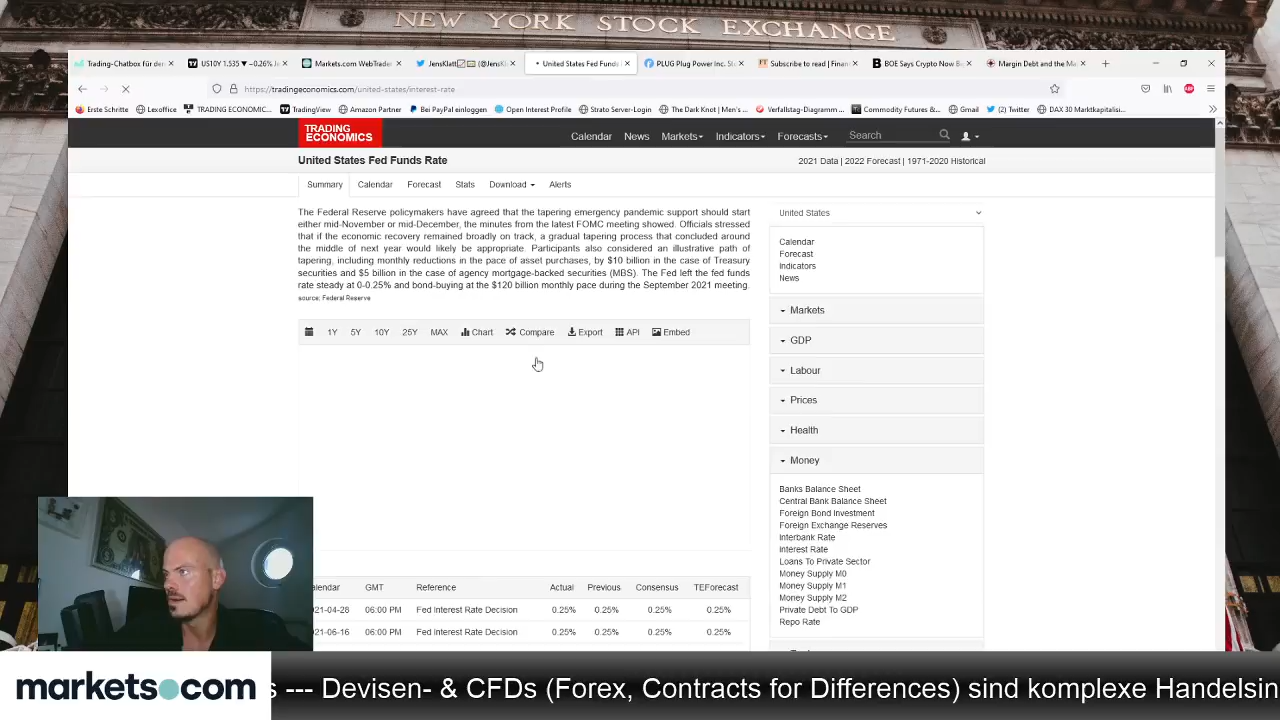 NEW YORK STOCK EXCHANGE
Trading-Chatbox für der
US10Y 1.535 ▼ −0.26%
Markets.com WebTrader
JensKlatt
(@JensK
United States Fed Funds
PLUG Plug Power Inc. Sto
Subscribe to read | Finan
BOE Says Crypto Now Big
Margin Debt and the Ma
https://tradingeconomics.com/united-states/interest-rate
Erste Schritte
Lexoffice
TRADING ECONOMIC...
TradingView
Amazon Partner
Bei PayPal einloggen
Open Interest Profile
Strato Server-Login
The Dark Knot | Men's ...
Verfallstag-Diagramm ...
Commodity Futures &...
Gmail
(2) Twitter
DAX 30 Marktkapitalisi...
TRADING
ECONOMICS
Calendar
News
Markets
Indicators
Forecasts
Search
United States Fed Funds Rate
2021 Data | 2022 Forecast | 1971-2020 Historical
Summary
Calendar
Forecast
Stats
Download
Alerts
The Federal Reserve policymakers have agreed that the tapering emergency pandemic support should start
either mid-November or mid-December, the minutes from the latest FOMC meeting showed. Officials stressed
that if the economic recovery remained broadly on track, a gradual tapering process that concluded around
the middle of next year would likely be appropriate. Participants also considered an illustrative path of
tapering, including monthly reductions in the pace of asset purchases, by $10 billion in the case of Treasury
securities and $5 billion in the case of agency mortgage-backed securities (MBS). The Fed left the fed funds
rate steady at 0-0.25% and bond-buying at the $120 billion monthly pace during the September 2021 meeting.
source: Federal Reserve
1Y
5Y
10Y
25Y
MAX
Chart
Compare
Export
API
Embed
alendar
GMT
Reference
Actual
Previous
Consensus
TEForecast
21-04-28
06:00 PM
Fed Interest Rate Decision
0.25%
0.25%
0.25%
0.25%
21-06-16
06:00 PM
Fed Interest Rate Decision
0.25%
0.25%
0.25%
0.25%
United States
Calendar
Forecast
Indicators
News
Markets
GDP
Labour
Prices
Health
Money
Banks Balance Sheet
Central Bank Balance Sheet
Foreign Bond Investment
Foreign Exchange Reserves
Interbank Rate
Interest Rate
Loans To Private Sector
Money Supply M0
Money Supply M1
Money Supply M2
Private Debt To GDP
Repo Rate
markets.com
s --- Devisen- & CFDs (Forex, Contracts for Differences) sind komplexe Handelsin